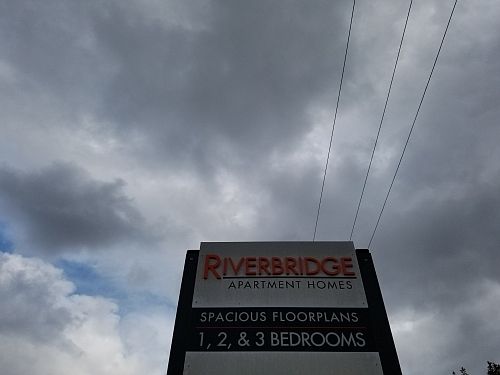 RIVERBRIDGE
APARTMENT HOMES
SPACIOUS FLOORPLANS
1, 2, & 3 BEDROOMS